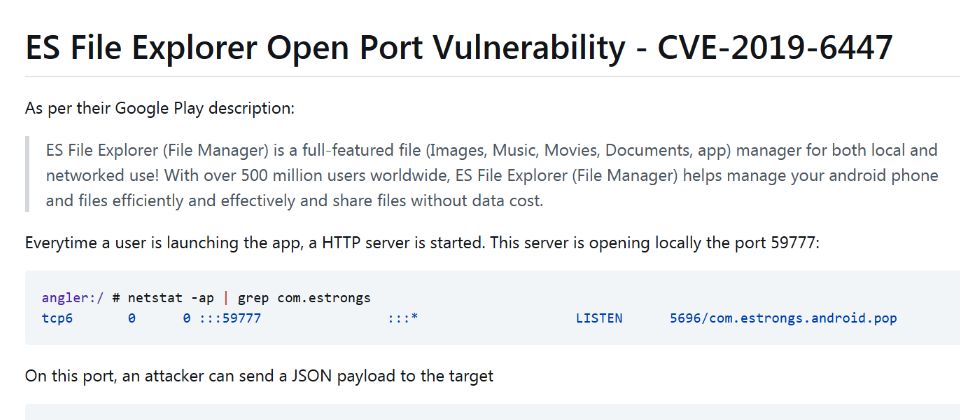 ES File Explorer Open Port Vulnerability - CVE-2019-6447
As per their Google Play description:
ES File Explorer (File Manager) is a full-featured file (Images, Music, Movies, Documents, app) manager for both local and
networked use! With over 500 million users worldwide, ES File Explorer (File Manager) helps manage your android phone
and files efficiently and effectively and share files without data cost.
Everytime a user is launching the app, a HTTP server is started. This server is opening locally the port 59777:
angler:/ # netstat -ap | grep com.estrongs
tcp6       0      0 :::59777                :::*                    LISTEN      5696/com.estrongs.android.pop
On this port, an attacker can send a JSON payload to the target